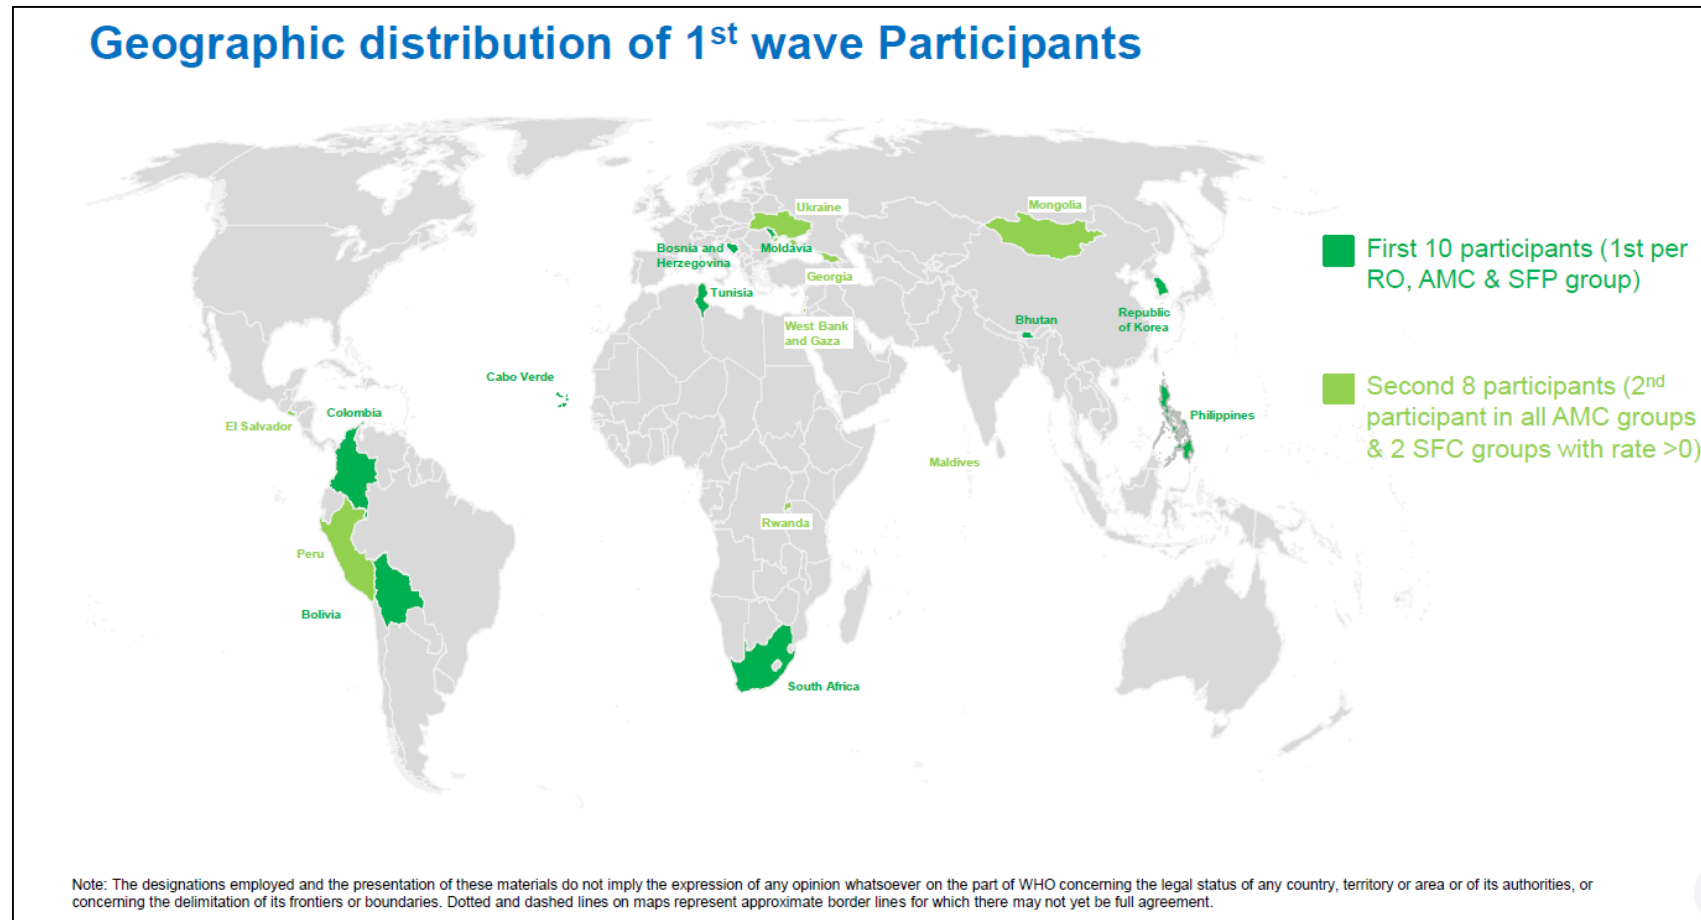 Geographic distribution of 1st wave Participants
Ukraine
Mongolia
Bosnia and
Herzegovina
Moldavia
Georgia
Tunisia
West Bank
and Gaza
Bhutan
Republic
of Korea
Cabo Verde
Colombia
El Salvador
Philippines
Maldives
Rwanda
Peru
Bolivia
South Africa
First 10 participants (1st per
RO, AMC & SFP group)
Second 8 participants (2nd
participant in all AMC groups
& 2 SFC groups with rate >0)
Note: The designations employed and the presentation of these materials do not imply the expression of any opinion whatsoever on the part of WHO concerning the legal status of any country, territory or area or of its authorities, or
concerning the delimitation of its frontiers or boundaries. Dotted and dashed lines on maps represent approximate border lines for which there may not yet be full agreement.